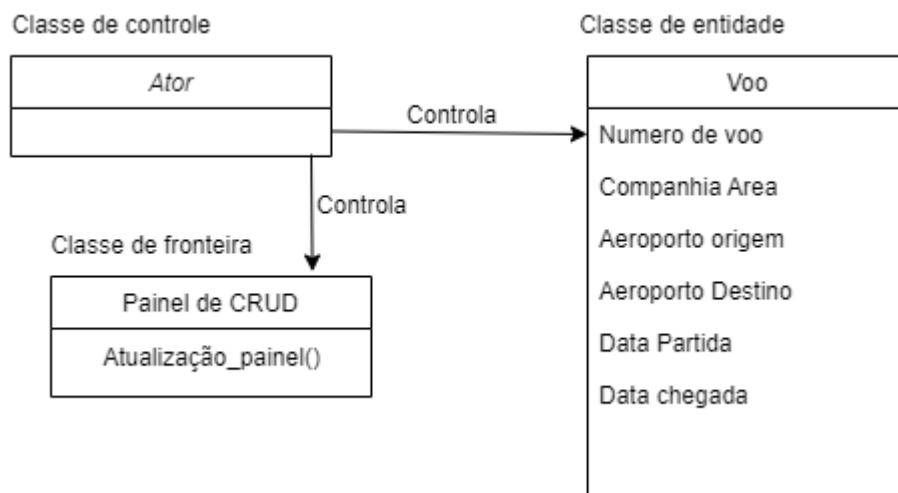 Classe de controle
Ator
Controla
Controla
Classe de fronteira
Painel de CRUD
Atualização_painel()
Classe de entidade
Voo
Numero de voo
Companhia Area
Aeroporto origem
Aeroporto Destino
Data Partida
Data chegada